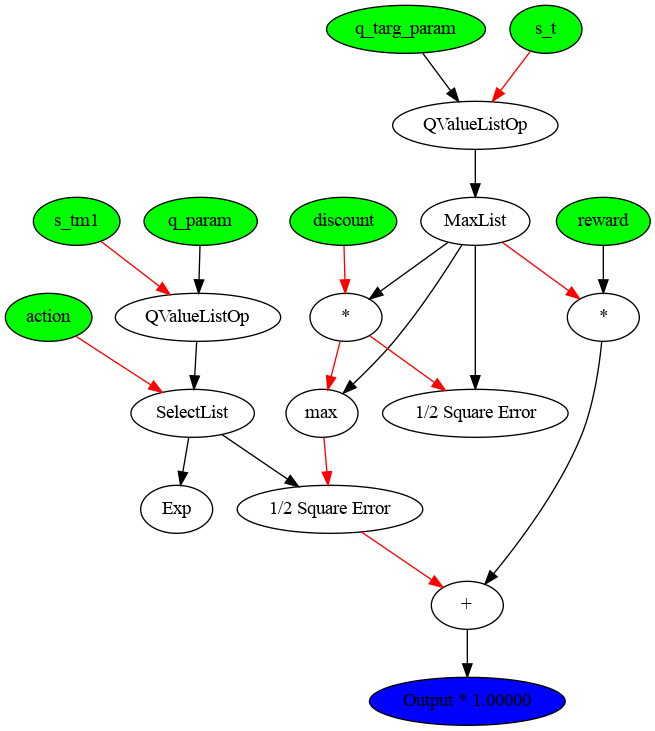 q_targ_param
s_t
QValueListOp
s_tm1
q_param
discount
MaxList
reward
action
QValueListOp
*
*
SelectList
max
1/2 Square Error
Exp
1/2 Square Error
+
Output * 1.00000